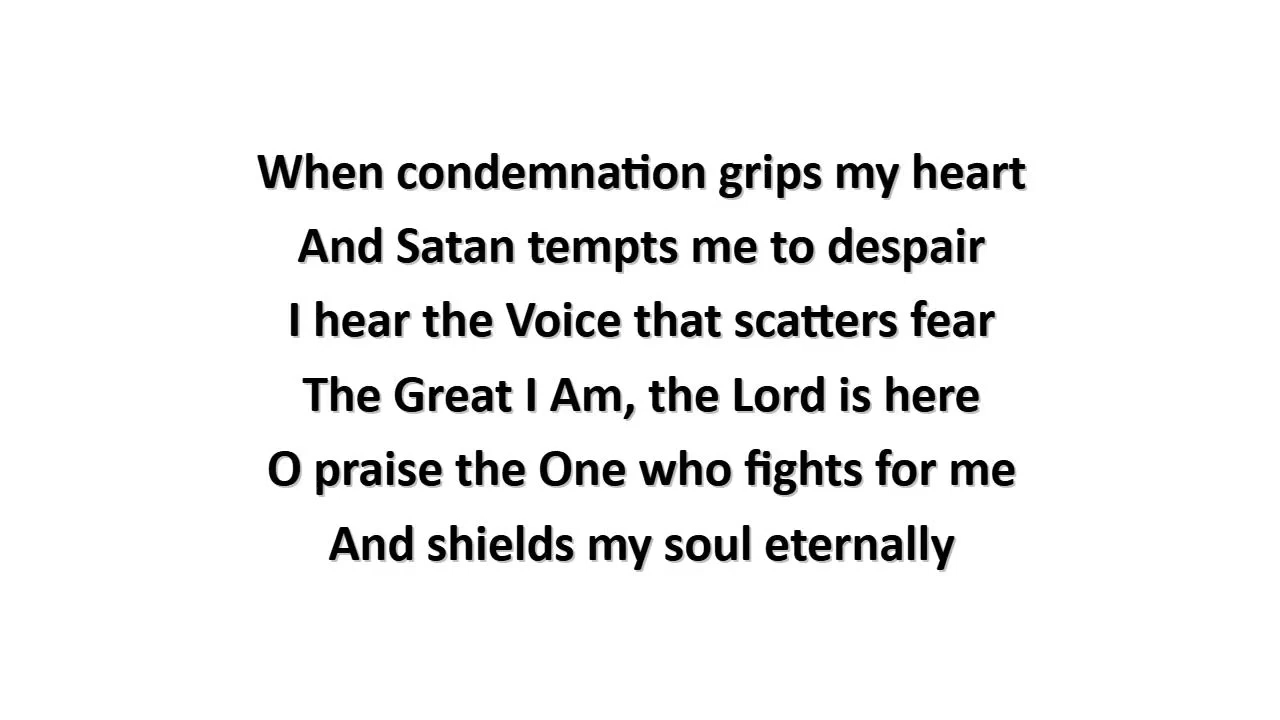 When condemnation grips my heart
And Satan tempts me to despair
I hear the Voice that scatters fear
The Great I Am, the Lord is here
O praise the One who fights for me
And shields my soul eternally